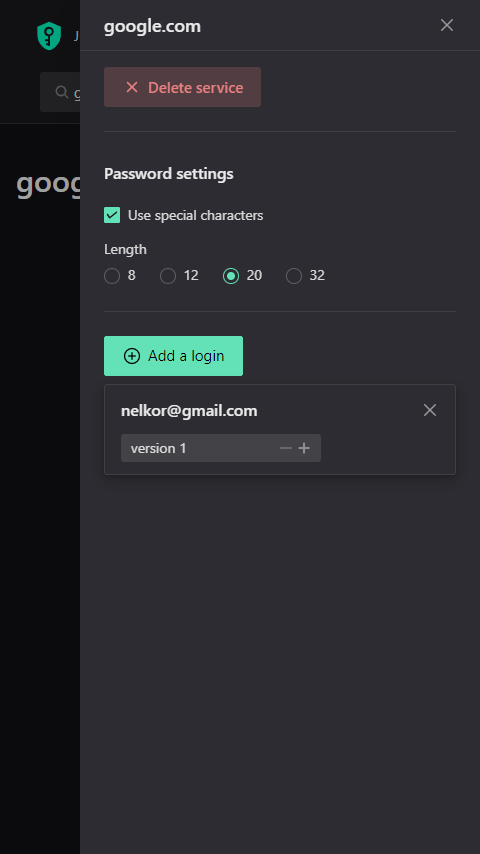 google.com
J
g
Delete service
goog
Password settings
Use special characters
Length
8 12 20 32
Add a login
nelkor@gmail.com
version 1